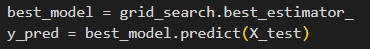 best_model = grid_search.best_estimator_
y_pred = best_model.predict(X_test)